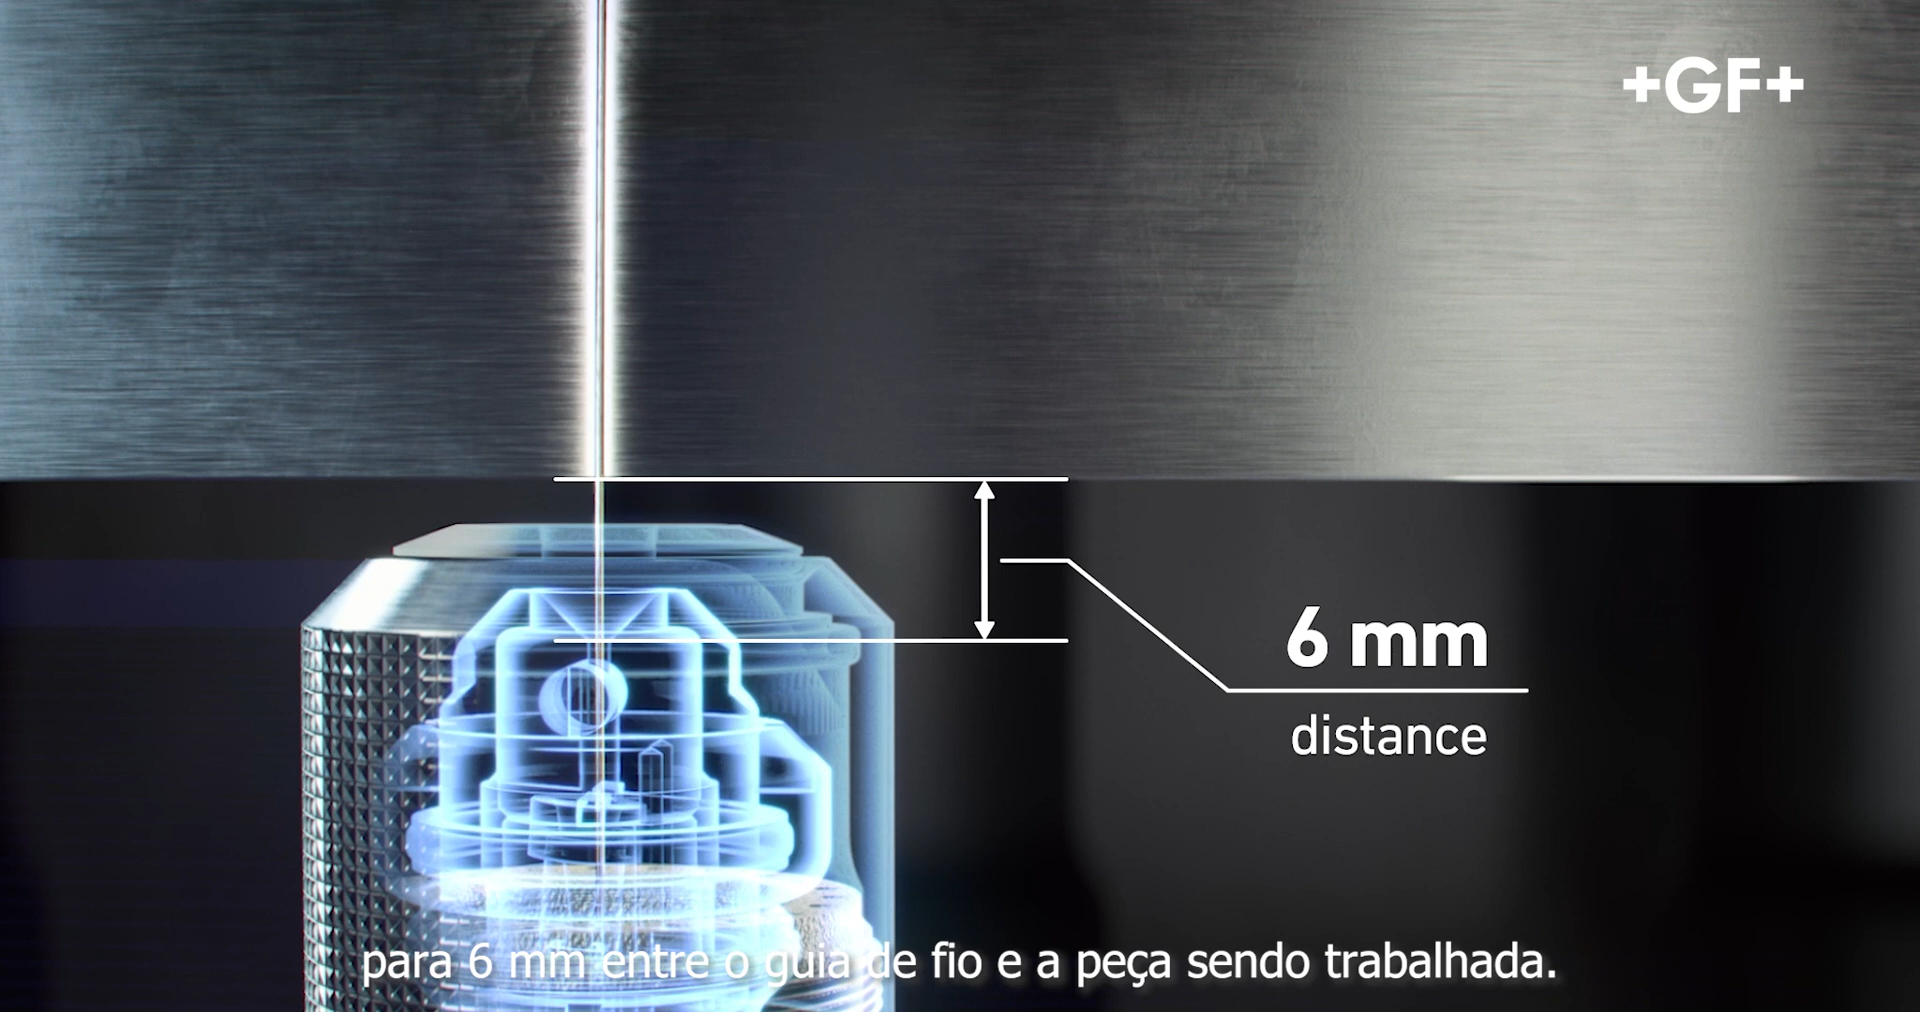 +GF+
6 mm
distance
para 6 mm entre o guia de fio e a peça sendo trabalhada.